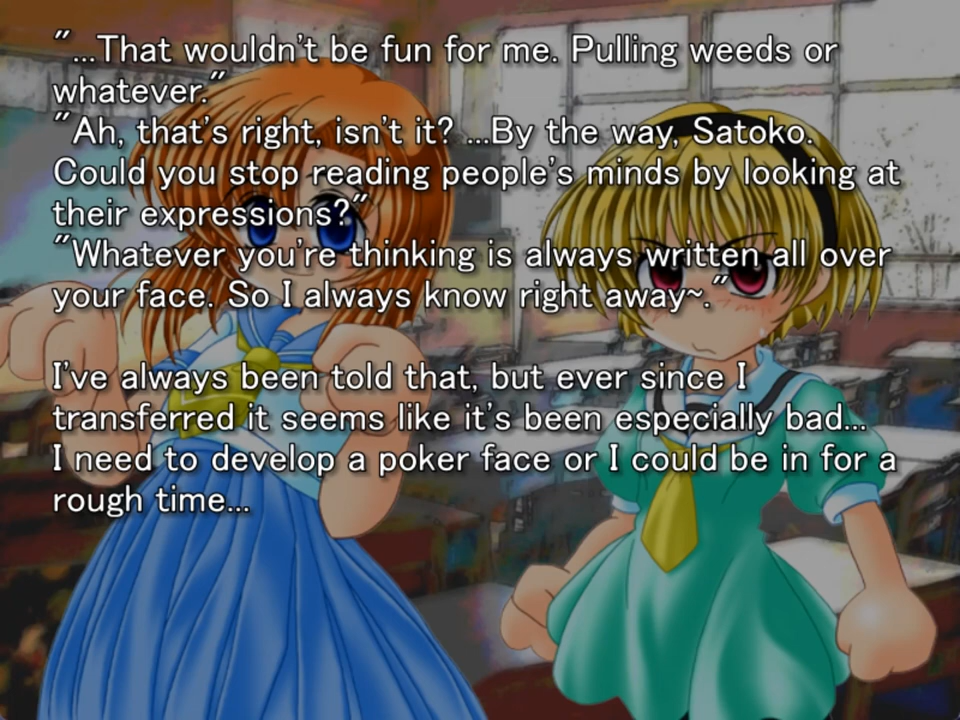 "...That wouldn't be fun for me. Pulling weeds or
whatever."
"Ah, that's right, isn't it? ...By the way, Satoko.
Could you stop reading people's minds by looking at
their expressions?"
"Whatever you're thinking is always written all over
your face. So I always know right away~."
I've always been told that, but ever since I
transferred it seems like it's been especially bad...
I need to develop a poker face or I could be in for a
rough time...